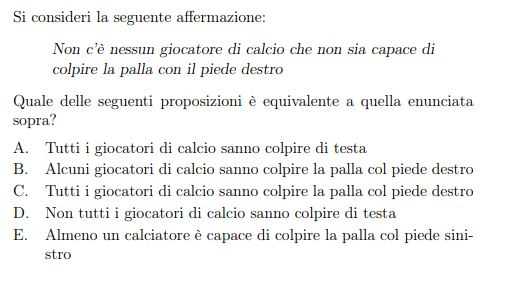 Si consideri la seguente affermazione:
Non c'è nessun giocatore di calcio che non sia capace di
colpire la palla con il piede destro
Quale delle seguenti proposizioni è equivalente a quella enunciata
sopra?
A. Tutti i giocatori di calcio sanno colpire di testa
B. Alcuni giocatori di calcio sanno colpire la palla col piede destro
C. Tutti i giocatori di calcio sanno colpire la palla col piede destro
D. Non tutti i giocatori di calcio sanno colpire di testa
E. Almeno un calciatore è capace di colpire la palla col piede sini-
stro